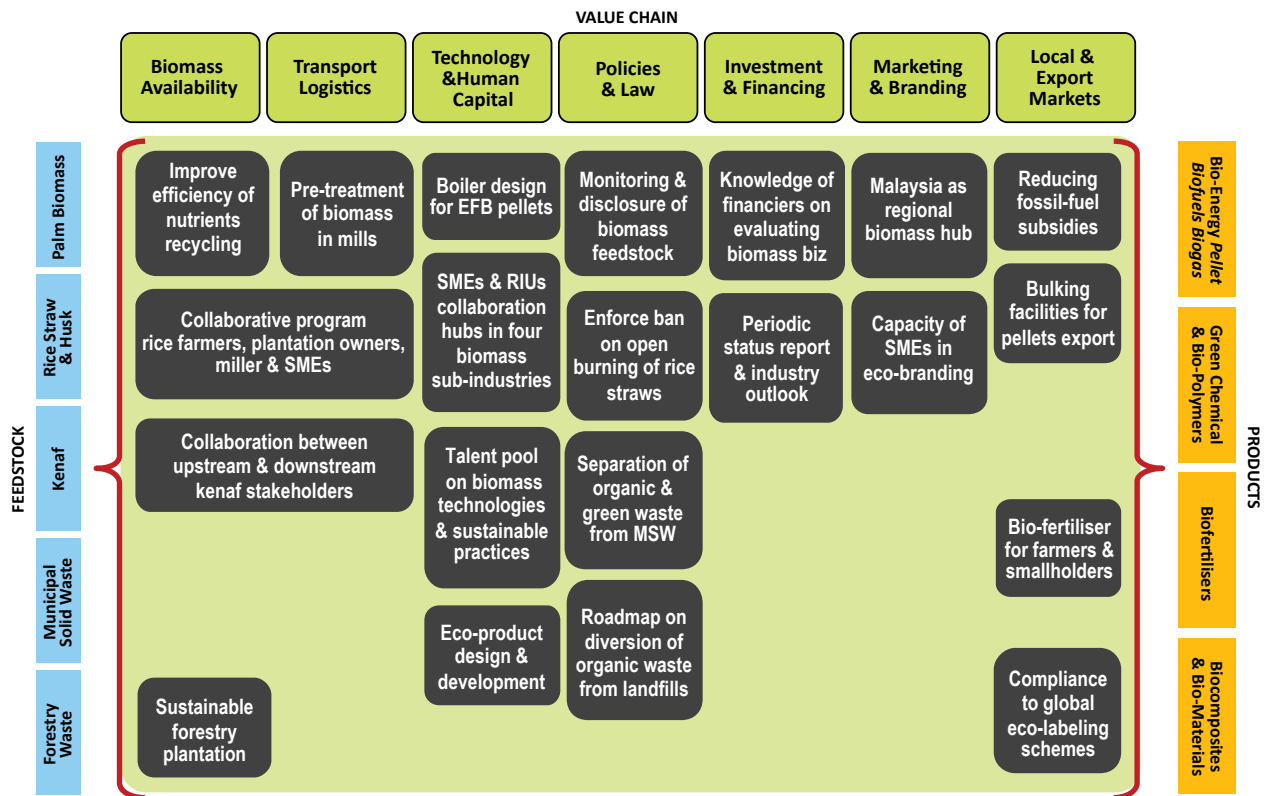 VALUE CHAIN
Biomass
Availability
Transport
Logistics
Technology
&Human
Capital
Policies
& Law
Investment
& Financing
Marketing
& Branding
Local &
Export
Markets
FEEDSTOCK
Palm Biomass
Rice Straw
& Husk
Kenaf
Municipal
Solid Waste
Forestry
Waste
Improve
efficiency of
nutrients
recycling
Pre-treatment
of biomass
in mills
Boiler design
for EFB pellets
Monitoring &
disclosure of
biomass
feedstock
Knowledge of
financiers on
evaluating
biomass biz
Malaysia as
regional
biomass hub
Reducing
fossil-fuel
subsidies
Collaborative program
rice farmers, plantation owners,
miller & SMEs
SMEs & RIUs
collaboration
hubs in four
biomass
sub-industries
Enforce ban
on open
burning of rice
straws
Periodic
status report
& industry
outlook
Capacity of
SMEs in
eco-branding
Bulking
facilities for
pellets export
Collaboration between
upstream & downstream
kenaf stakeholders
Talent pool
on biomass
technologies
& sustainable
practices
Separation of
organic &
green waste
from MSW
Bio-fertiliser
for farmers &
smallholders
Eco-product
design &
development
Roadmap on
diversion of
organic waste
from landfills
Sustainable
forestry
plantation
Compliance
to global
eco-labeling
schemes
Bio-Energy Pellet
Biofuels Biogas
Green Chemical
& Bio-Polymers
Biofertilisers
Biocomposites
& Bio-Materials
PRODUCTS